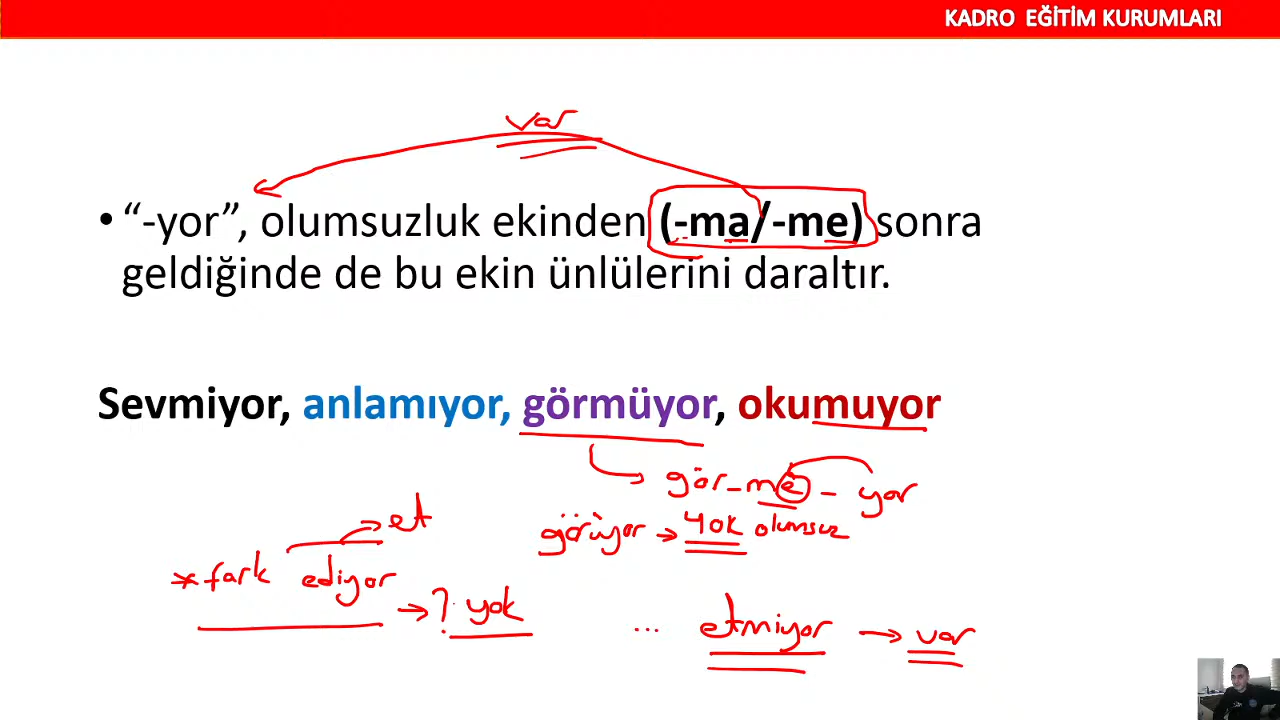 KADRO EĞİTİM KURUMLARI
var
• “-yor”, olumsuzluk ekinden (-ma/-me) sonra
geldiğinde de bu ekin ünlülerini daraltır.
Sevmiyor, anlamıyor, görmüyor, okumuyor
gör-me-yor
et
görüyor → yok olumsuz
*fark ediyor
→ ? yok
... etmiyor → var